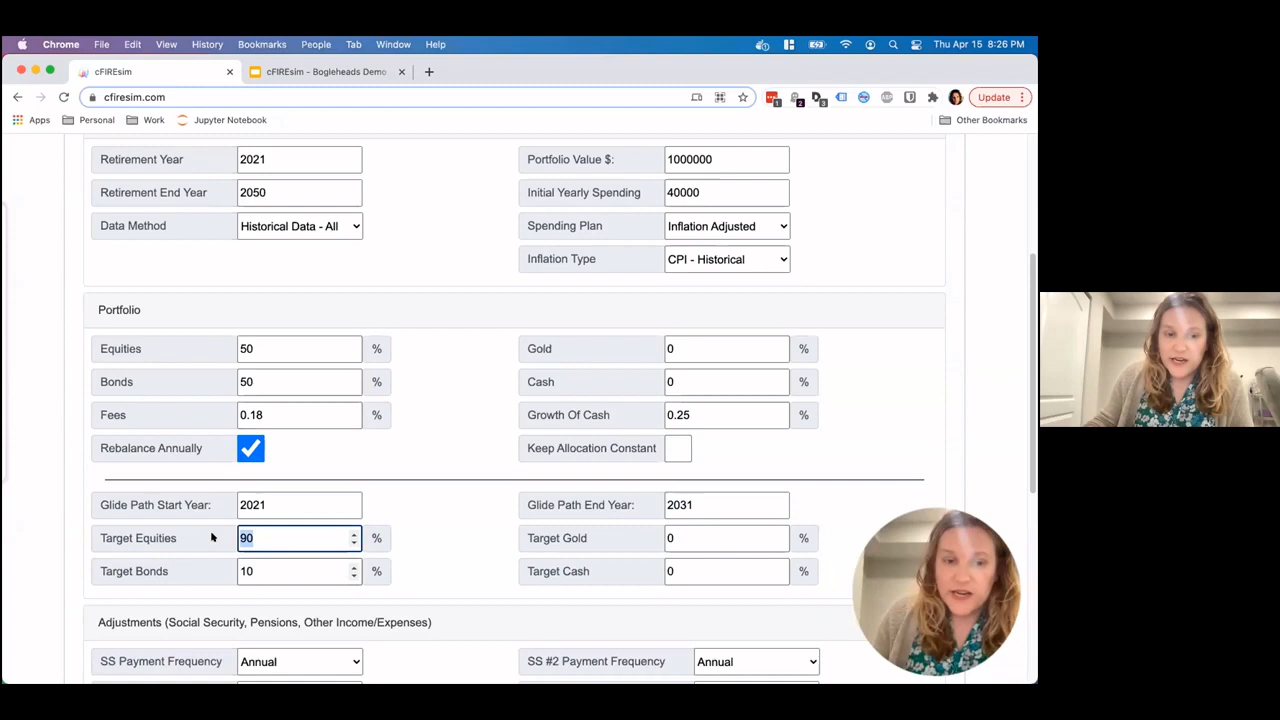 Chrome File Edit View History Bookmarks People Tab Window Help Thu Apr 15 8:26 PM
cFIREsim cFIREsim - Bogleheads Demo
cfiresim.com Update
Apps Personal Work Jupyter Notebook Other Bookmarks
Retirement Year 2021 Portfolio Value $: 1000000
Retirement End Year 2050 Initial Yearly Spending 40000
Data Method Historical Data - All Spending Plan Inflation Adjusted
Inflation Type CPI - Historical
Portfolio
Equities 50 % Gold 0 %
Bonds 50 % Cash 0 %
Fees 0.18 % Growth Of Cash 0.25 %
Rebalance Annually Keep Allocation Constant
Glide Path Start Year: 2021 Glide Path End Year: 2031
Target Equities 90 % Target Gold 0 %
Target Bonds 10 % Target Cash 0
Adjustments (Social Security, Pensions, Other Income/Expenses)
SS Payment Frequency Annual SS #2 Payment Frequency Annual